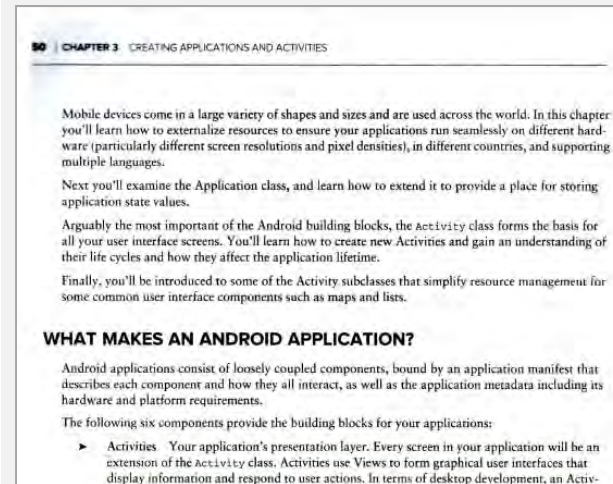 50 | CHAPTER 3 CREATING APPLICATIONS AND ACTIVITIES
Mobile devices come in a large variety of shapes and sizes and are used across the world. In this chapter
you'll learn how to externalize resources to ensure your applications run seamlessly on different hard-
ware (particularly different screen resolutions and pixel densities), in different countries, and supporting
multiple languages.
Next you'll examine the Application class, and learn how to extend it to provide a place for storing
application state values.
Arguably the most important of the Android building blocks, the Activity class forms the basis for
all your user interface screens. You'll learn how to create new Activities and gain an understanding of
their life cycles and how they affect the application lifetime.
Finally, you'll be introduced to some of the Activity subclasses that simplify resource management for
some common user interface components such as maps and lists.
WHAT MAKES AN ANDROID APPLICATION?
Android applications consist of loosely coupled components, bound by an application manifest that
describes each component and how they all interact, as well as the application metadata including its
hardware and platform requirements.
The following six components provide the building blocks for your applications:
► Activities Your application's presentation layer. Every screen in your application will be an
extension of the Activity class. Activities use Views to form graphical user interfaces that
display information and respond to user actions. In terms of desktop development, an Activ-